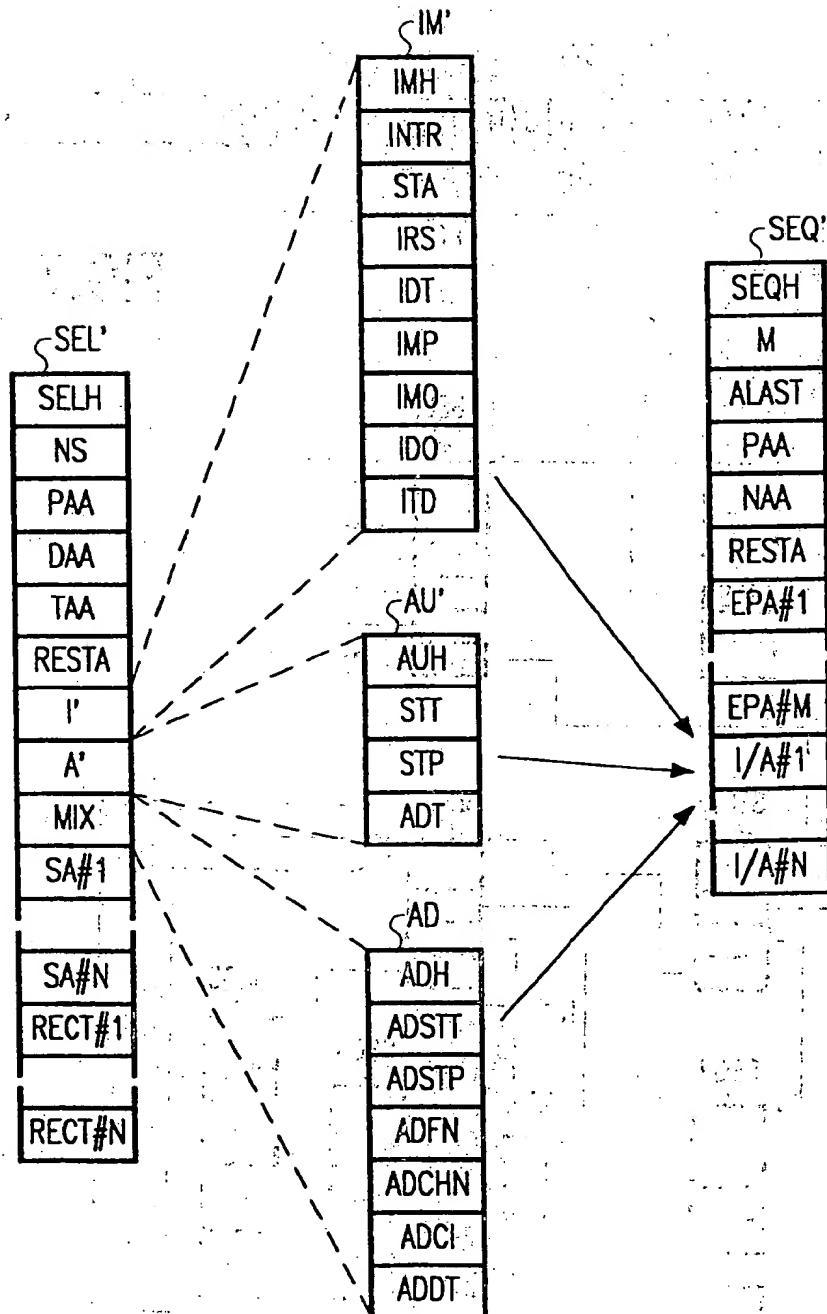 SEL'
SELH
NS
PAA
DAA
TAA
RESTA
I'
A'
MIX
SA#1
SA#N
RECT#1
RECT#N
IM'
IMH
INTR
STA
IRS
IDT
IMP
IMO
IDO
ITD
AU'
AUH
STT
STP
ADT
AD
ADH
ADSTT
ADSTP
ADFN
ADCHN
ADCI
ADDT
SEQ'
SEQH
M
ALAST
PAA
NAA
RESTA
EPA#1
EPA#M
I/A#1
I/A#N